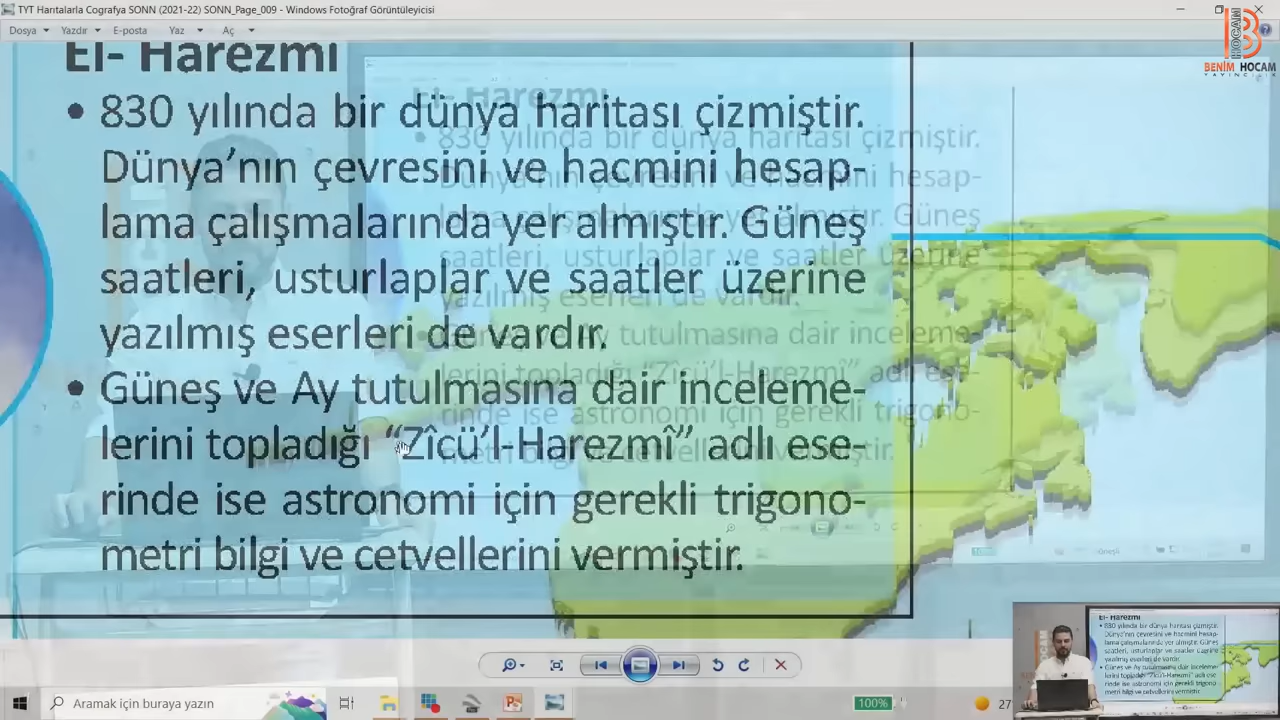 TYT Harıtalarla Cografya SONN (2021-22) SONN_Page_009 - Windows Fotoğraf Görüntüleyicisi
Dosya Yazdır E-posta Yaz Aç
BENİM HOCAM
YAYINCILIK
El- Harezmi
• 830 yılında bir dünya haritası çizmiştir.
Dünya’nın çevresini ve hacmini hesap-
lama çalışmalarında yer almıştır. Güneş
saatleri, usturlaplar ve saatler üzerine
yazılmış eserleri de vardır.
• Güneş ve Ay tutulmasına dair inceleme-
lerini topladığı “Zîcü’l-Harezmî” adlı ese-
rinde ise astronomi için gerekli trigono-
metri bilgi ve cetvellerini vermiştir.
Aramak için buraya yazın
100%
27